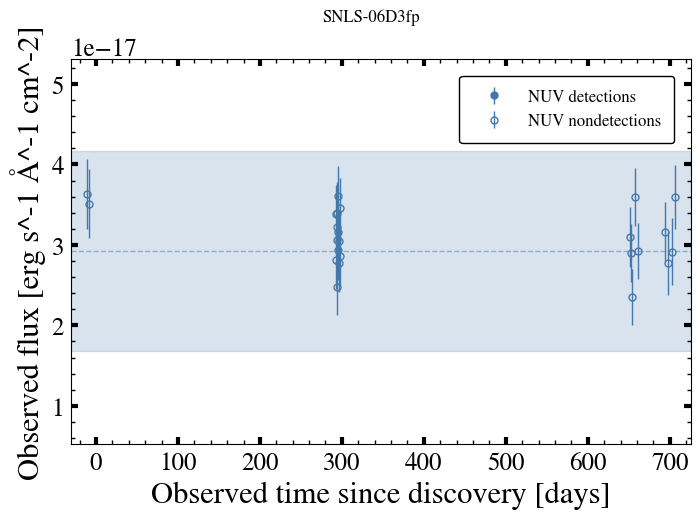 SNLS-06D3fp
1e−17
Observed flux [erg s^-1 Å^-1 cm^-2]
5
4
3
2
1
NUV detections
NUV nondetections
0 100 200 300 400 500 600 700
Observed time since discovery [days]